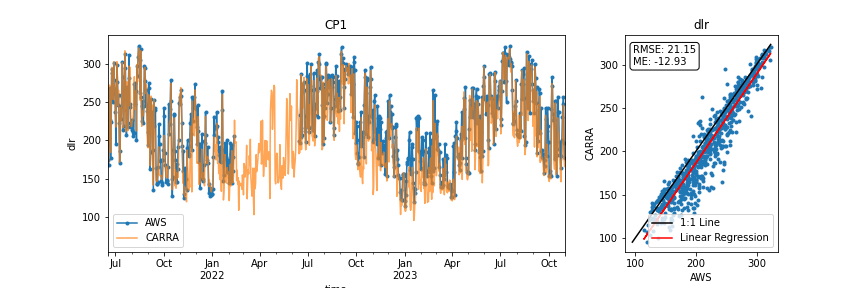 CP1
dlr
300
250
200
150
100
AWS
CARRA
Jul
Oct
Jan
2022
Apr
Jul
Oct
Jan
2023
Apr
Jul
Oct
time
dlr
RMSE: 21.15
ME: -12.93
CARRA
300
250
200
150
100
1:1 Line
Linear Regression
100
200
300
AWS